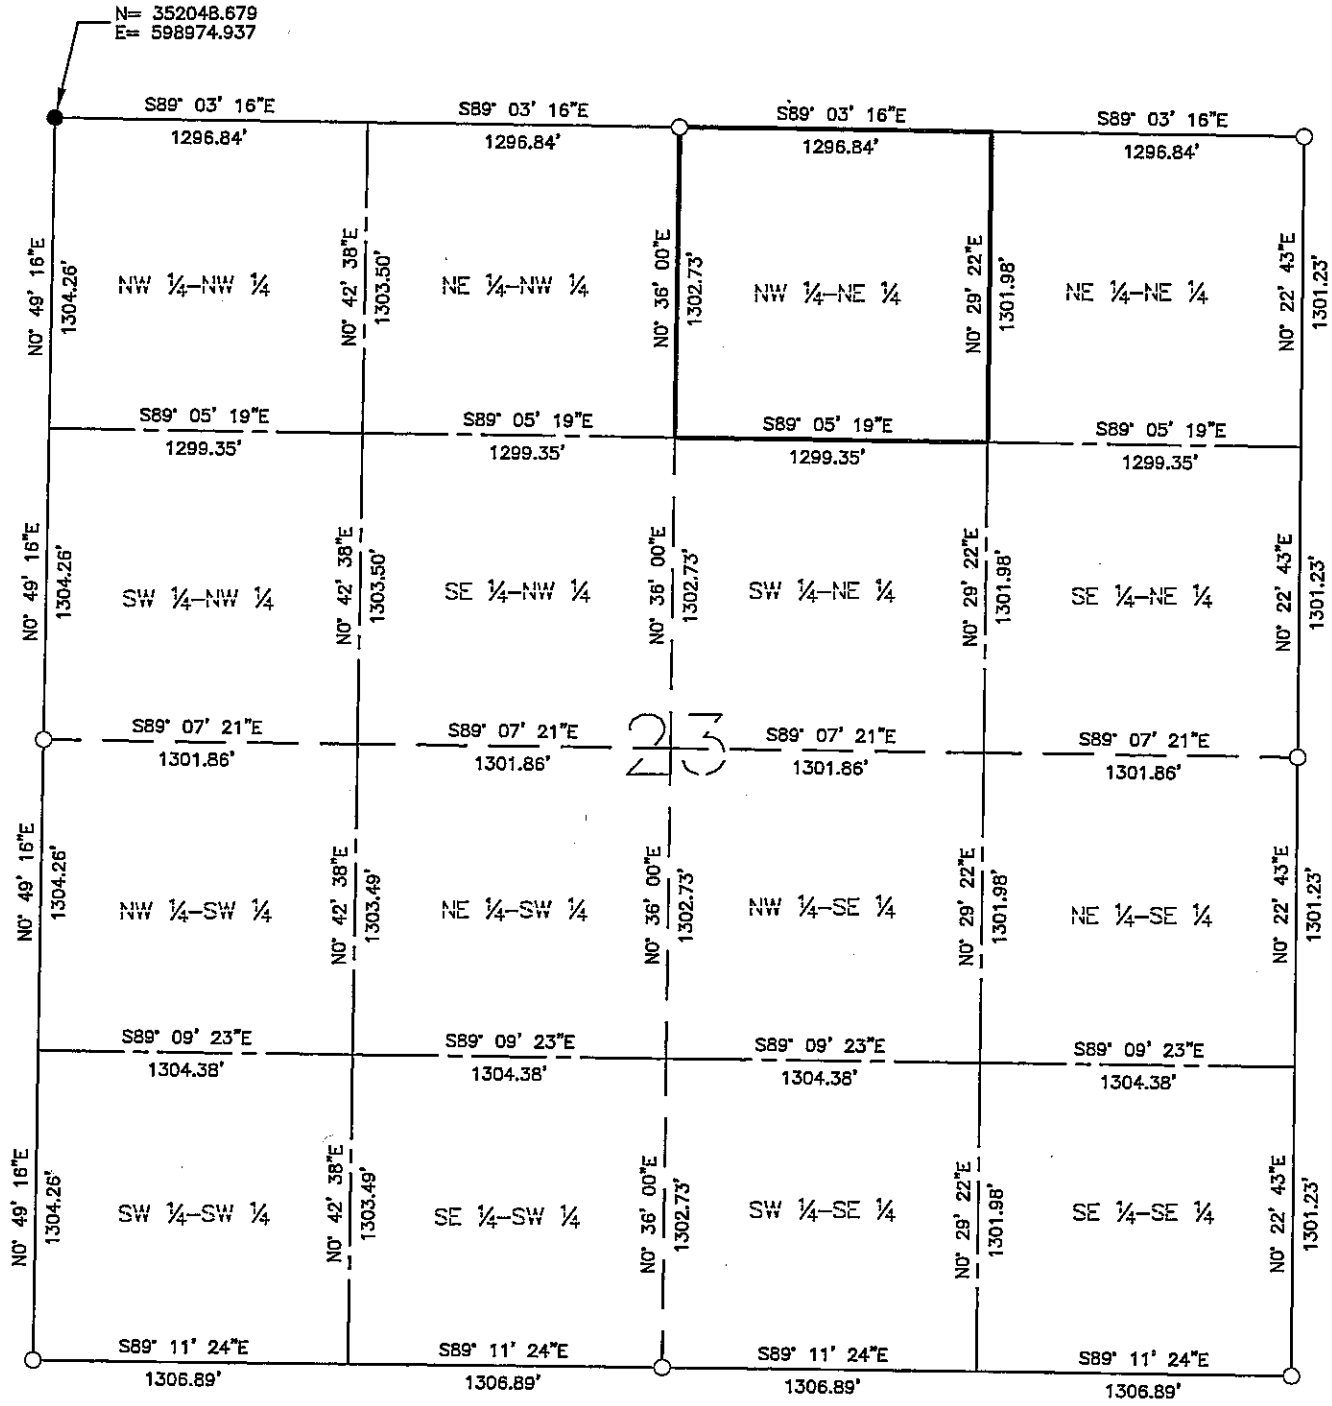 N= 352048.679
E= 598974.937
S89° 03' 16"E
S89° 03' 16"E
S89° 03' 16"E
S89° 03' 16"E
1296.84'
1296.84'
1296.84'
1296.84'
N0° 49' 16"E
1304.26'
NW ¼-NW ¼
N0° 42' 38"E
1303.50'
NE ¼-NW ¼
N0° 36' 00"E
1302.73'
NW ¼-NE ¼
N0° 29' 22"E
1301.98'
NE ¼-NE ¼
N0° 22' 43"E
1301.23'
S89° 05' 19"E
S89° 05' 19"E
S89° 05' 19"E
S89° 05' 19"E
1299.35'
1299.35'
1299.35'
1299.35'
N0° 49' 16"E
1304.26'
SW ¼-NW ¼
N0° 42' 38"E
1303.50'
SE ¼-NW ¼
N0° 36' 00"E
1302.73'
SW ¼-NE ¼
N0° 29' 22"E
1301.98'
SE ¼-NE ¼
N0° 22' 43"E
1301.23'
S89° 07' 21"E
S89° 07' 21"E
23
S89° 07' 21"E
S89° 07' 21"E
1301.86'
1301.86'
1301.86'
1301.86'
N0° 49' 16"E
1304.26'
NW ¼-SW ¼
N0° 42' 38"E
1303.49'
NE ¼-SW ¼
N0° 36' 00"E
1302.73'
NW ¼-SE ¼
N0° 29' 22"E
1301.98'
NE ¼-SE ¼
N0° 22' 43"E
1301.23'
S89° 09' 23"E
S89° 09' 23"E
S89° 09' 23"E
S89° 09' 23"E
1304.38'
1304.38'
1304.38'
1304.38'
N0° 49' 16"E
1304.26'
SW ¼-SW ¼
N0° 42' 38"E
1303.49'
SE ¼-SW ¼
N0° 36' 00"E
1302.73'
SW ¼-SE ¼
N0° 29' 22"E
1301.98'
SE ¼-SE ¼
N0° 22' 43"E
1301.23'
S89° 11' 24"E
S89° 11' 24"E
S89° 11' 24"E
S89° 11' 24"E
1306.89'
1306.89'
1306.89'
1306.89'